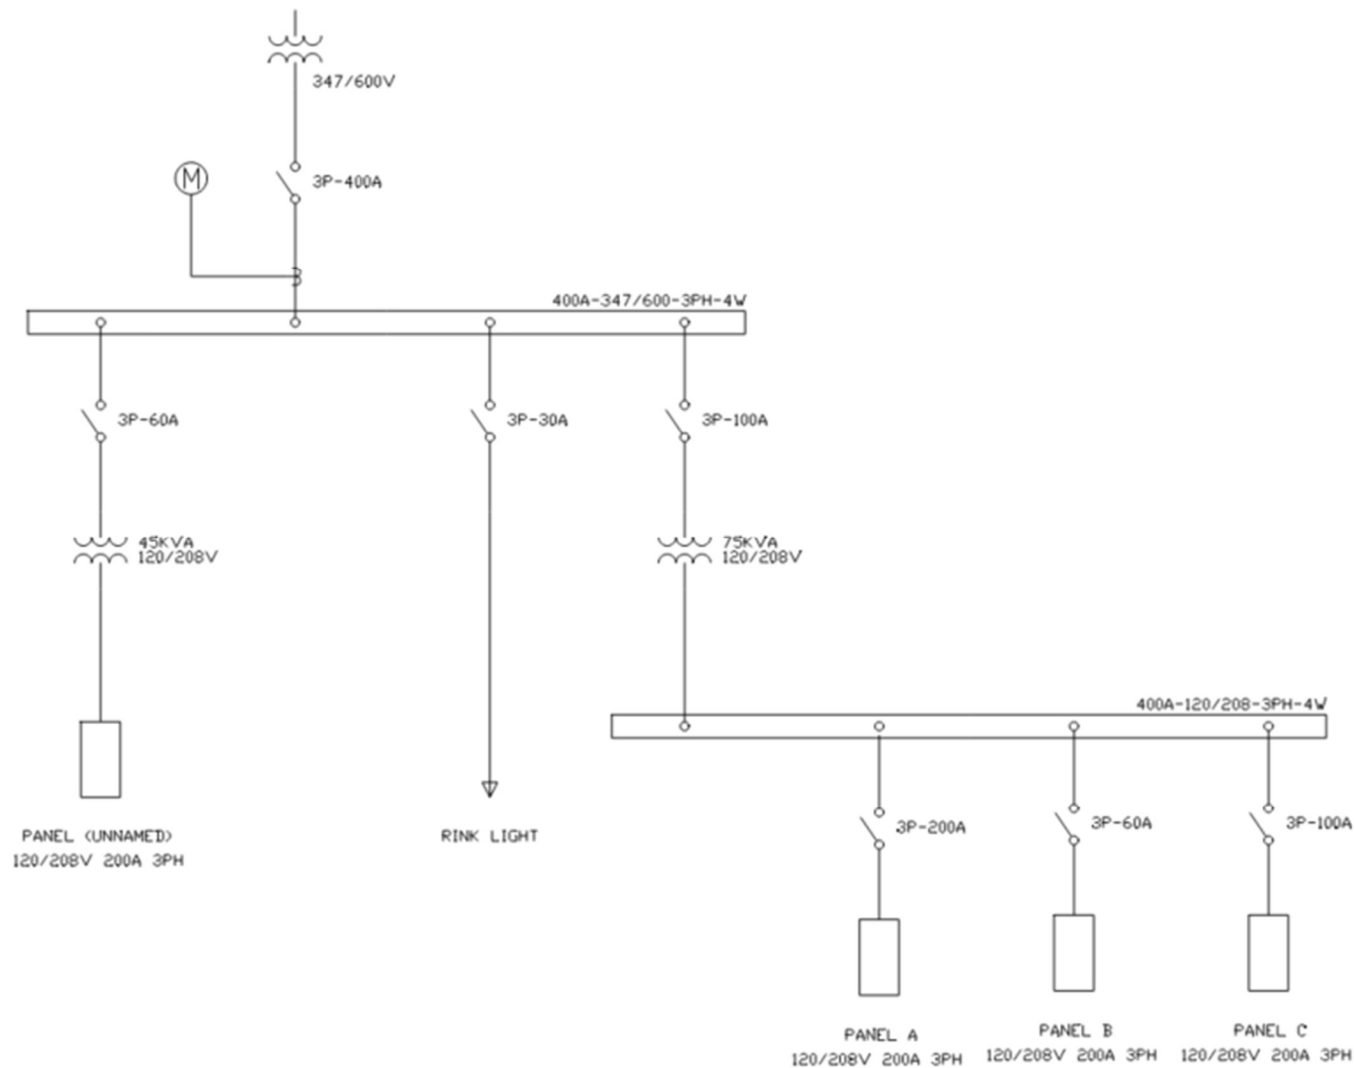 347/600V
M
3P-400A
400A-347/600-3PH-4W
3P-60A
3P-30A
3P-100A
45KVA
120/208V
75KVA
120/208V
400A-120/208-3PH-4W
3P-200A
3P-60A
3P-100A
PANEL (UNNAMED)
120/208V 200A 3PH
RINK LIGHT
PANEL A
120/208V 200A 3PH
PANEL B
120/208V 200A 3PH
PANEL C
120/208V 200A 3PH